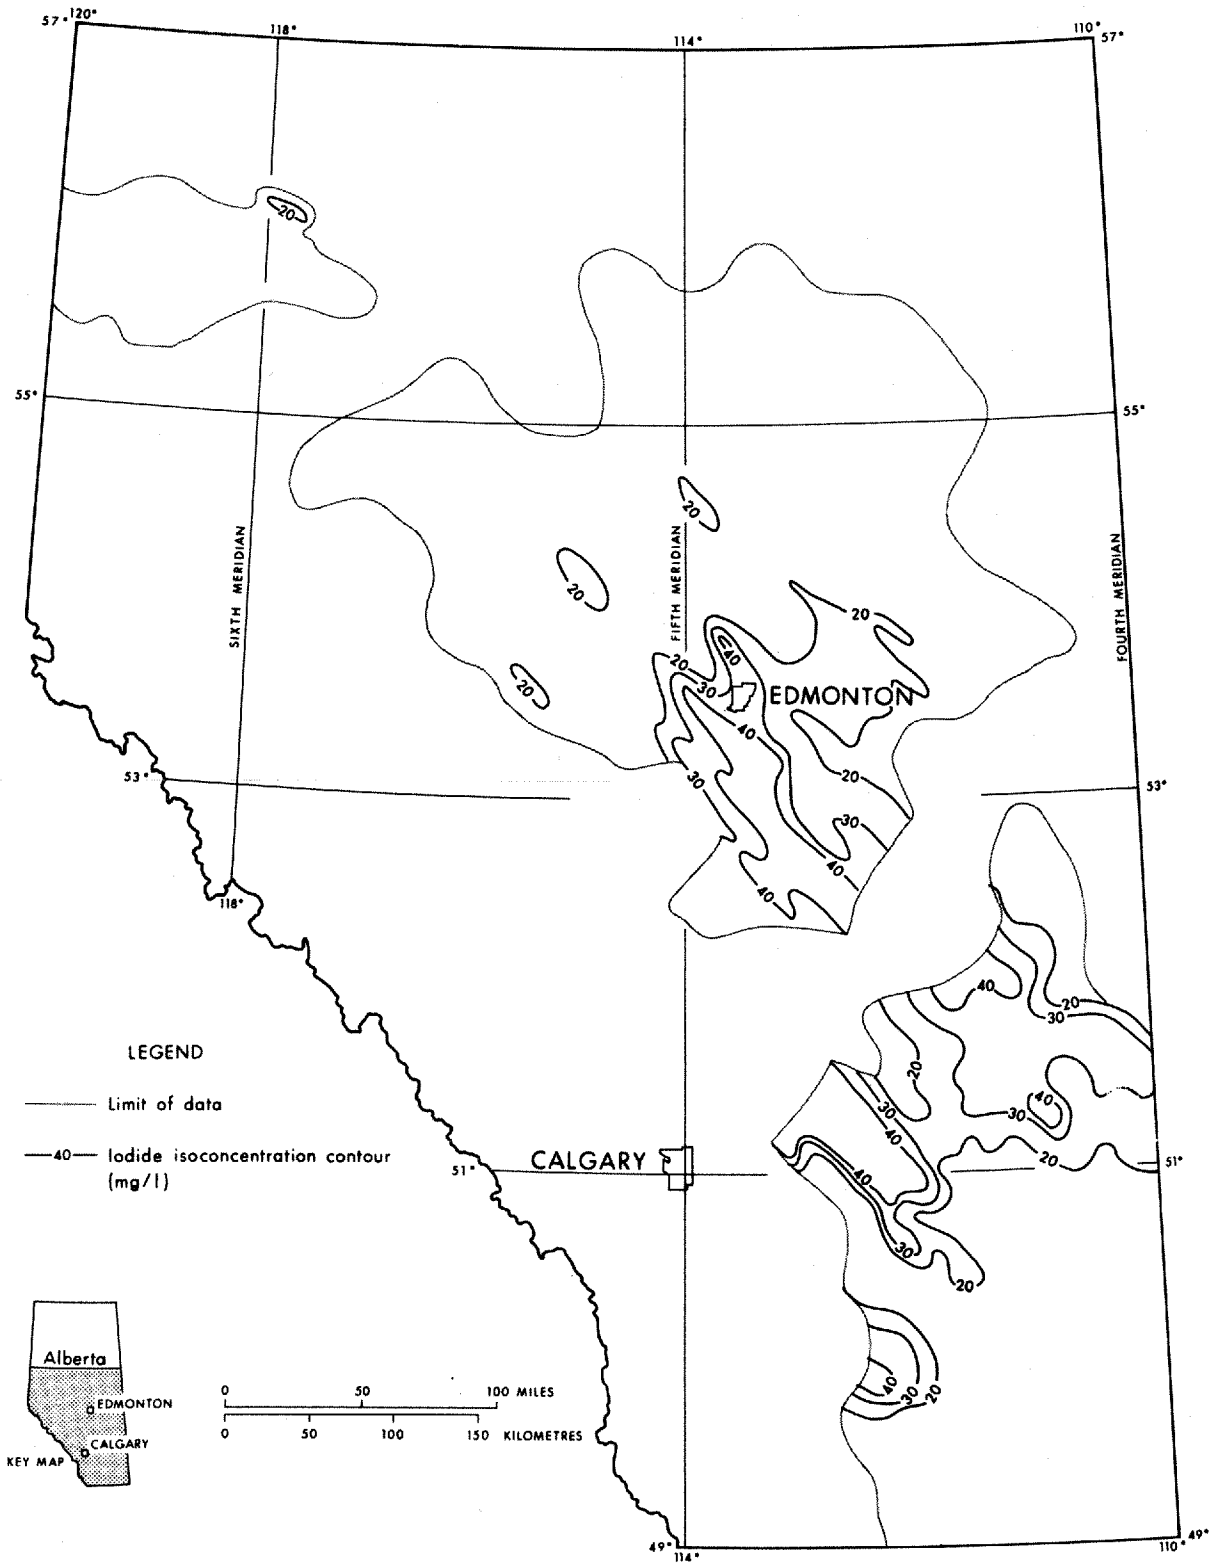 57° 120°
118°
114°
110° 57°
20
55°
55°
20
20
20
SIXTH MERIDIAN
FIFTH MERIDIAN
FOURTH MERIDIAN
20
40
20
30
EDMONTON
40
30
20
53°
53°
30
40
40
118°
40
20
30
20
40
30
30
40
LEGEND
Limit of data
40 Iodide isoconcentration contour
(mg/l)
CALGARY
51°
20
51°
40
30
20
40
30
20
Alberta
EDMONTON
CALGARY
KEY MAP
0 50 100 MILES
0 50 100 150 KILOMETRES
49°
114°
110° 49°